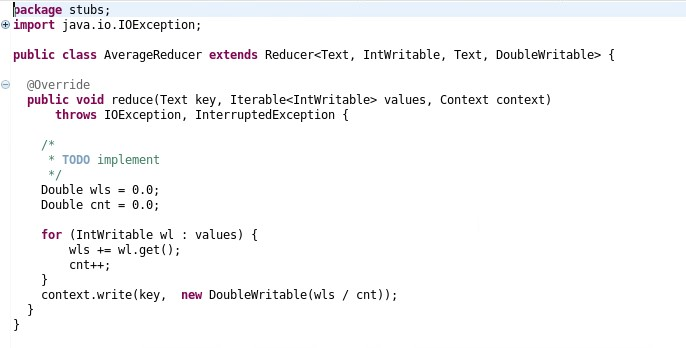 package stubs;
import java.io.IOException;

public class AverageReducer extends Reducer<Text, IntWritable, Text, DoubleWritable> {

  @Override
  public void reduce(Text key, Iterable<IntWritable> values, Context context)
      throws IOException, InterruptedException {

    /*
     * TODO implement
     */
    Double wls = 0.0;
    Double cnt = 0.0;

    for (IntWritable wl : values) {
        wls += wl.get();
        cnt++;
    }
    context.write(key,  new DoubleWritable(wls / cnt));
  }
}